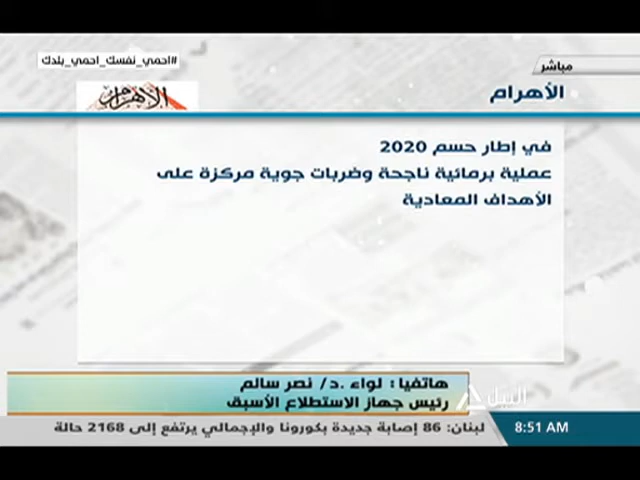 #احمي_نفسك_احمي_بلدك
مباشر
الأهرام
الأهرام
في إطار حسم 2020
عملية برمائية ناجحة وضربات جوية مركزة على
الأهداف المعادية
هاتفيا: لواء .د/ نصر سالم
رئيس جهاز الاستطلاع الأسبق
النيل
لبنان: 86 إصابة جديدة بكورونا والإجمالي يرتفع إلى 2168 حالة
8:51 AM